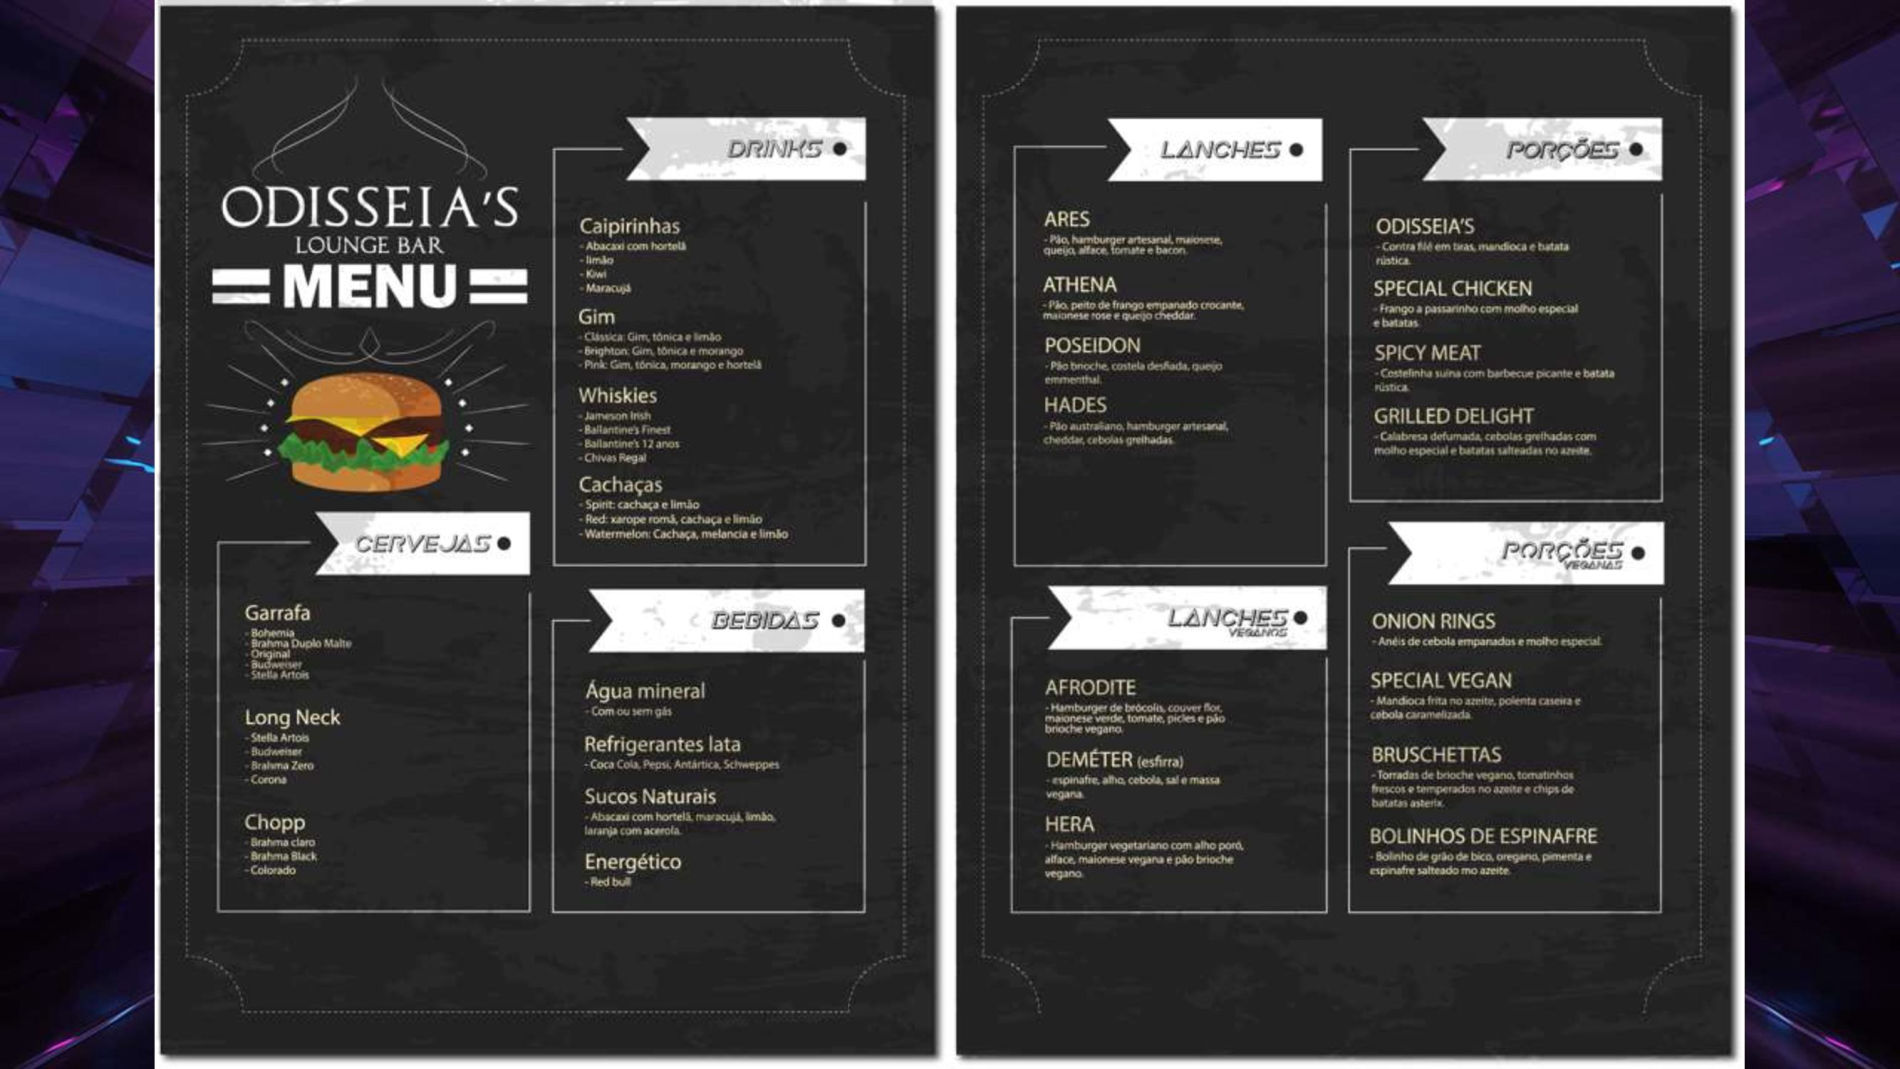 ODISSEIA'S
LOUNGE BAR
MENU
CERVEJAS
Garrafa
- Bohemia
- Brahma Duplo Malte
- Original
- Budweiser
- Stella Artois
Long Neck
- Stella Artois
- Budweiser
- Brahma Zero
- Corona
Chopp
- Brahma claro
- Brahma Black
- Colorado
DRINKS
Caipirinhas
- Abacaxi com hortelã
- limão
- Kiwi
- Maracujá
Gim
- Clássica: Gim, tônica e limão
- Brighton: Gim, tônica e morango
- Pink: Gim, tônica, morango e hortelã
Whiskies
- Jameson Irish
- Ballantine's Finest
- Ballantine's 12 anos
- Chivas Regal
Cachaças
- Spirit: cachaça e limão
- Red: xarope romã, cachaça e limão
- Watermelon: Cachaça, melancia e limão
BEBIDAS
Água mineral
- Com ou sem gás
Refrigerantes lata
- Coca Cola, Pepsi, Antártica, Schweppes
Sucos Naturais
- Abacaxi com hortelã, maracujá, limão,
laranja com acerola.
Energético
- Red bull
LANCHES
ARES
- Pão, hamburger artesanal, maionese,
queijo, alface, tomate e bacon.
ATHENA
- Pão, peito de frango empanado crocante,
maionese rose e queijo cheddar.
POSEIDON
- Pão brioche, costela desfiada, queijo
emmenthal.
HADES
- Pão australiano, hamburger artesanal,
cheddar, cebolas grelhadas.
LANCHES
VEGANOS
AFRODITE
- Hamburger de brócolis, couver flor,
maionese verde, tomate, picles e pão
brioche vegano.
DEMÉTER (esfirra)
- espinafre, alho, cebola, sal e massa
vegana.
HERA
- Hamburger vegetariano com alho poró,
alface, maionese vegana e pão brioche
vegano.
PORÇÕES
ODISSEIA'S
- Contra filé em tiras, mandioca e batata
rústica.
SPECIAL CHICKEN
- Frango a passarinho com molho especial
e batatas.
SPICY MEAT
- Costelinha suína com barbecue picante e batata
rústica.
GRILLED DELIGHT
- Calabresa defumada, cebolas grelhadas com
molho especial e batatas salteadas no azeite.
PORÇÕES
VEGANAS
ONION RINGS
- Anéis de cebola empanados e molho especial.
SPECIAL VEGAN
- Mandioca frita no azeite, polenta caseira e
cebola caramelizada.
BRUSCHETTAS
- Torradas de brioche vegano, tomatinhos
frescos e temperados no azeite e chips de
batatas asterix.
BOLINHOS DE ESPINAFRE
- Bolinho de grão de bico, oregano, pimenta e
espinafre salteado mo azeite.